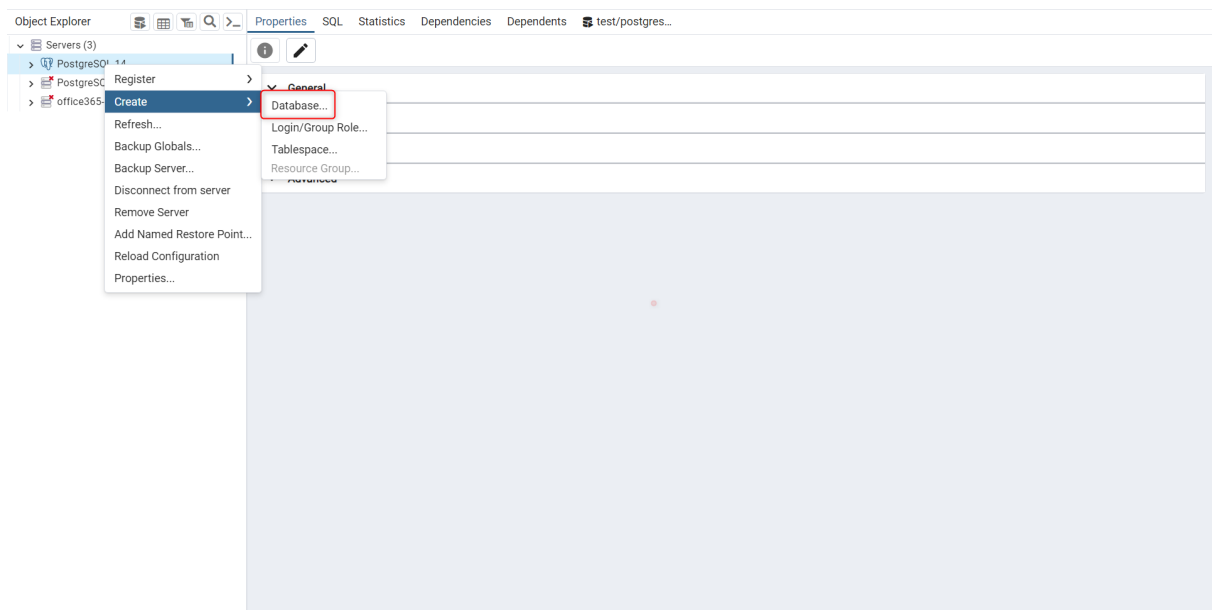 Object Explorer
Properties SQL Statistics Dependencies Dependents test/postgres...
Servers (3)
PostgreSQL 14
PostgreSQ
office365-
Register
Create
Refresh...
Backup Globals...
Backup Server...
Disconnect from server
Remove Server
Add Named Restore Point...
Reload Configuration
Properties...
General
Database...
Login/Group Role...
Tablespace...
Resource Group...
Advanced